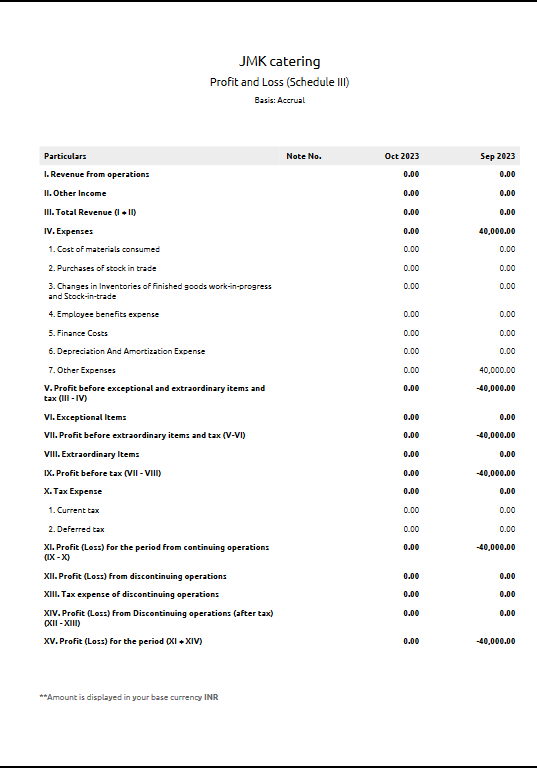 JMK catering
Profit and Loss (Schedule III)
Basis: Accrual
Particulars Note No. Oct 2023 Sep 2023
I. Revenue from operations 0.00 0.00
II. Other Income 0.00 0.00
III. Total Revenue (I + II) 0.00 0.00
IV. Expenses 0.00 40,000.00
1. Cost of materials consumed 0.00 0.00
2. Purchases of stock in trade 0.00 0.00
3. Changes in Inventories of finished goods work-in-progress 0.00 0.00
and Stock-in-trade
4. Employee benefits expense 0.00 0.00
5. Finance Costs 0.00 0.00
6. Depreciation And Amortization Expense 0.00 0.00
7. Other Expenses 0.00 40,000.00
V. Profit before exceptional and extraordinary items and 0.00 -40,000.00
tax (III - IV)
VI. Exceptional Items 0.00 0.00
VII. Profit before extraordinary items and tax (V-VI) 0.00 -40,000.00
VIII. Extraordinary Items 0.00 0.00
IX. Profit before tax (VII - VIII) 0.00 -40,000.00
X. Tax Expense 0.00 0.00
1. Current tax 0.00 0.00
2. Deferred tax 0.00 0.00
XI. Profit (Loss) for the period from continuing operations 0.00 -40,000.00
(IX - X)
XII. Profit (Loss) from discontinuing operations 0.00 0.00
XIII. Tax expense of discontinuing operations 0.00 0.00
XIV. Profit (Loss) from Discontinuing operations (after tax) 0.00 0.00
(XII - XIII)
XV. Profit (Loss) for the period (XI + XIV) 0.00 -40,000.00
**Amount is displayed in your base currency INR